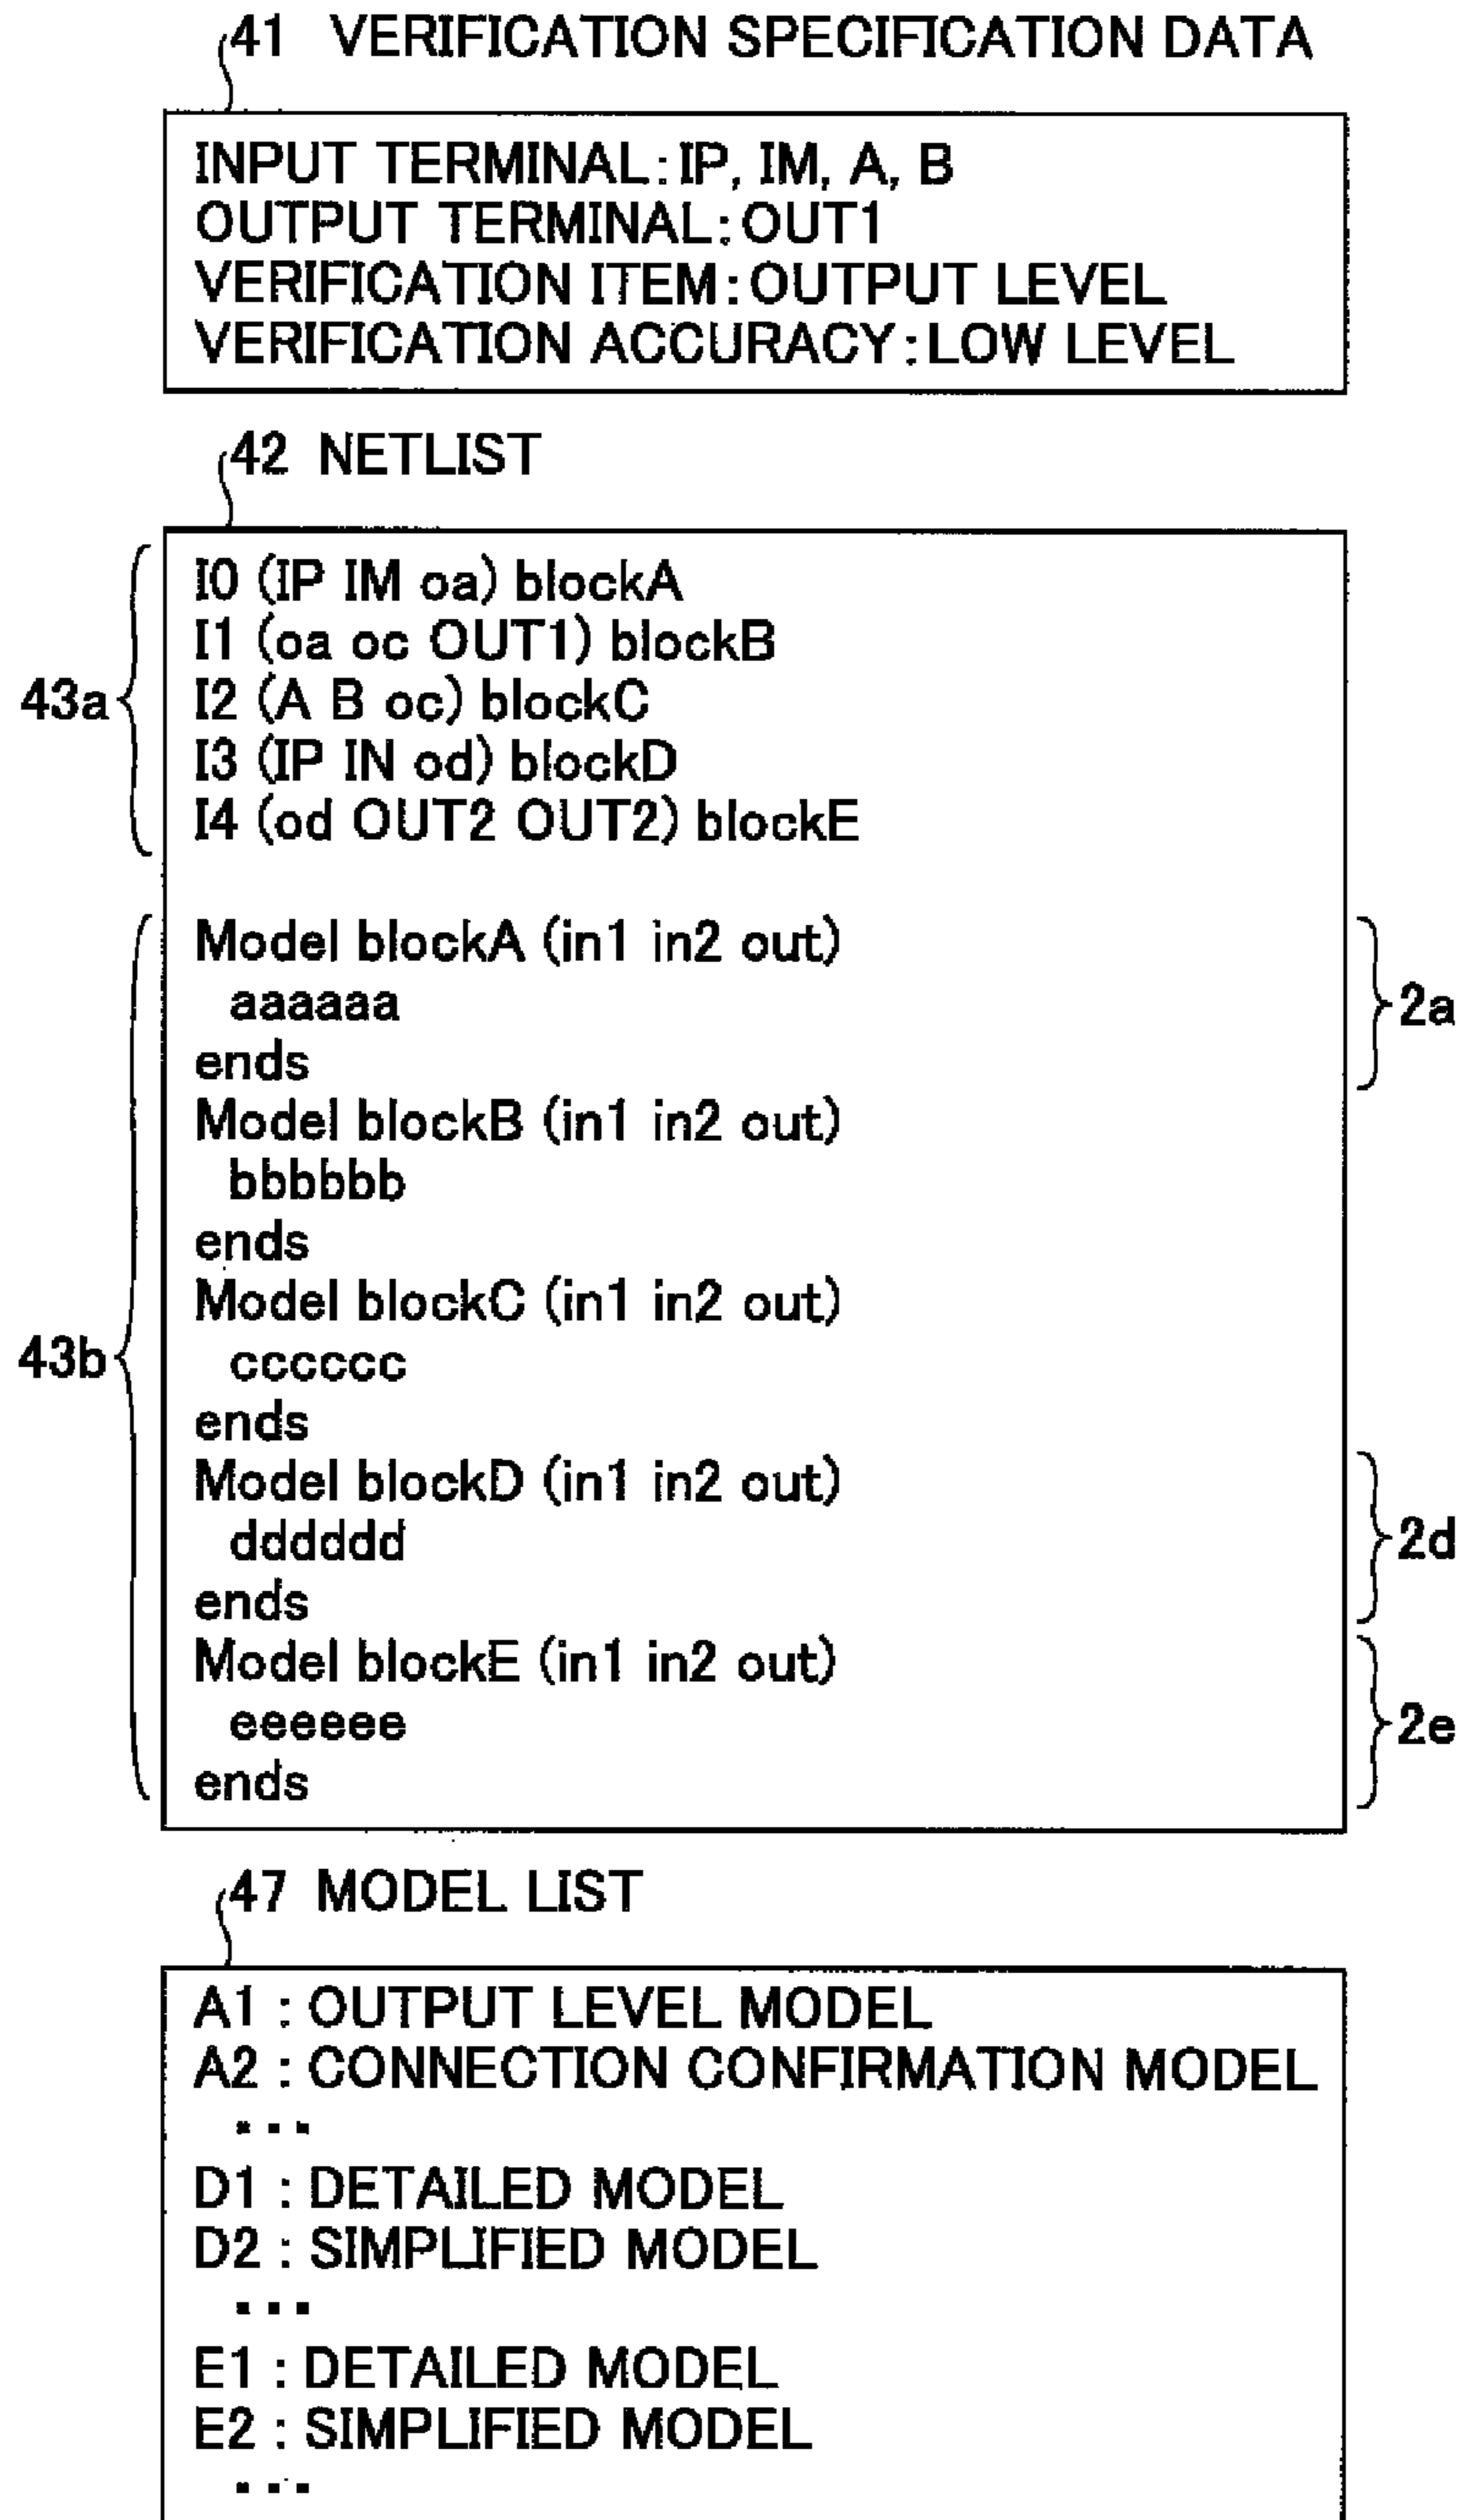 41 VERIFICATION SPECIFICATION DATA
INPUT TERMINAL:IP, IM, A, B
OUTPUT TERMINAL:OUT1
VERIFICATION ITEM:OUTPUT LEVEL
VERIFICATION ACCURACY:LOW LEVEL
42 NETLIST
I0 (IP IM oa) blockA
I1 (oa oc OUT1) blockB
43a
I2 (A B oc) blockC
I3 (IP IN od) blockD
I4 (od OUT2 OUT2) blockE
Model blockA (in1 in2 out)
aaaaaa
2a
ends
Model blockB (in1 in2 out)
bbbbbb
ends
Model blockC (in1 in2 out)
43b
cccccc
ends
Model blockD (in1 in2 out)
dddddd
2d
ends
Model blockE (in1 in2 out)
eeeeee
2e
ends
47 MODEL LIST
A1 : OUTPUT LEVEL MODEL
A2 : CONNECTION CONFIRMATION MODEL
...
D1 : DETAILED MODEL
D2 : SIMPLIFIED MODEL
...
E1 : DETAILED MODEL
E2 : SIMPLIFIED MODEL
...